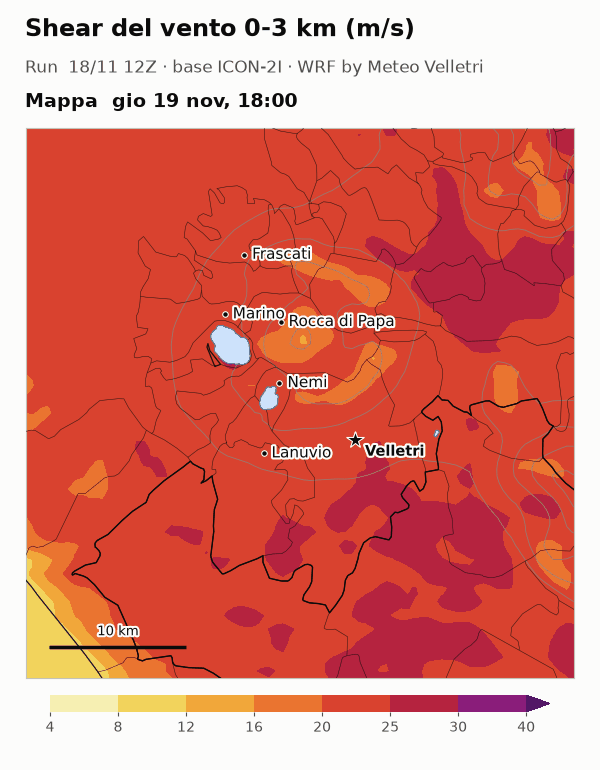 Shear del vento 0-3 km (m/s)
Run 18/11 12Z · base ICON-2I · WRF by Meteo Velletri
Mappa gio 19 nov, 18:00
Frascati
Marino
Rocca di Papa
Nemi
Velletri
Lanuvio
10 km
4 8 12 16 20 25 30 40